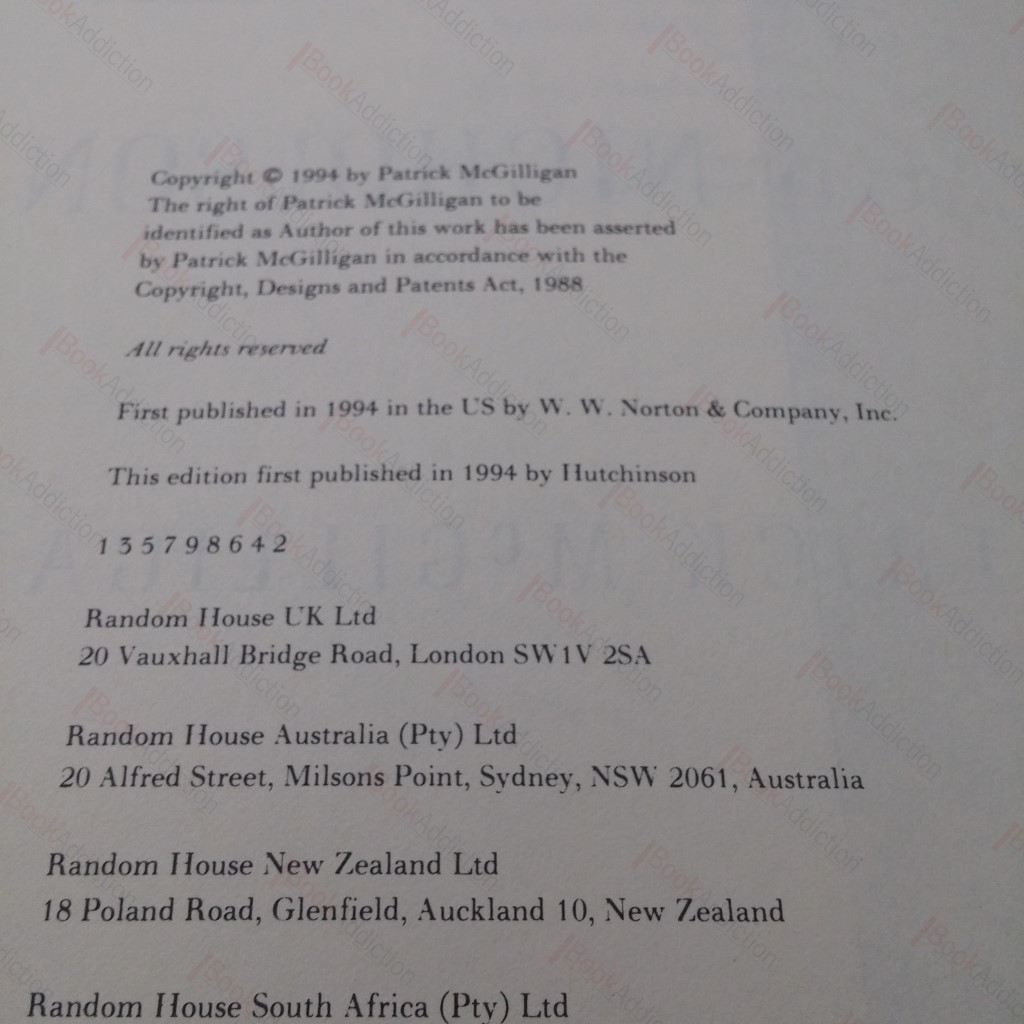 Copyright © 1994 by Patrick McGilligan
The right of Patrick McGilligan to be
identified as Author of this work has been asserted
by Patrick McGilligan in accordance with the
Copyright, Designs and Patents Act, 1988
All rights reserved
First published in 1994 in the US by W. W. Norton & Company, Inc.
This edition first published in 1994 by Hutchinson
1 3 5 7 9 8 6 4 2
Random House UK Ltd
20 Vauxhall Bridge Road, London SW1V 2SA
Random House Australia (Pty) Ltd
20 Alfred Street, Milsons Point, Sydney, NSW 2061, Australia
Random House New Zealand Ltd
18 Poland Road, Glenfield, Auckland 10, New Zealand
Random House South Africa (Pty) Ltd
BookAddiction